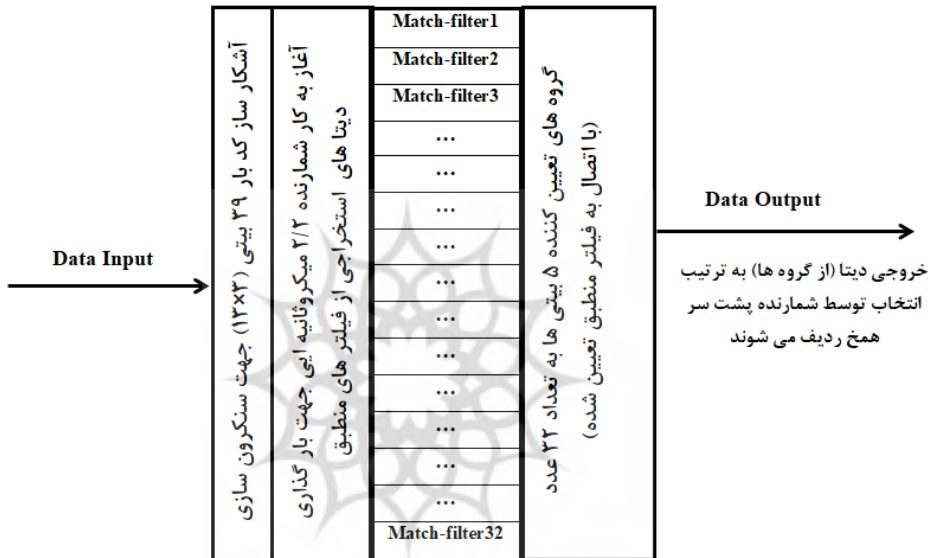 Data Input
آشکار ساز کد بار ۳۹ بیتی (۳×۱۳) جهت سنکرون سازی
آغاز به کار شمارنده ۲/۲ میکروثانیه ایی جهت بار گذاری
دیتا های استخراجی از فیلتر های منطبق
Match-filter1
Match-filter2
Match-filter3
...
...
...
...
...
...
...
...
...
...
...
Match-filter32
گروه های تعیین کننده ۵ بیتی ها به تعداد ۳۲ عدد
(با اتصال به فیلتر منطبق تعیین شده)
Data Output
خروجی دیتا (از گروه ها) به ترتیب
انتخاب توسط شمارنده پشت سر
همخ ردیف می شوند